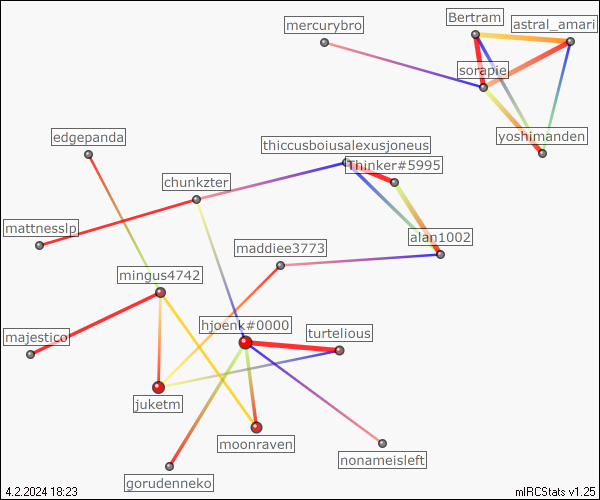 Bertram
mercurybro
astral_amari
sorapie
yoshimanden
edgepanda
thiccusboiusalexusjoneus
Thinker#5995
chunkzter
mattnesslp
alan1002
maddiee3773
mingus4742
hjoenk#0000
turtelious
majestico
juketm
moonraven
nonameisleft
gorudenneko
4.2.2024 18:23
mIRCStats v1.25